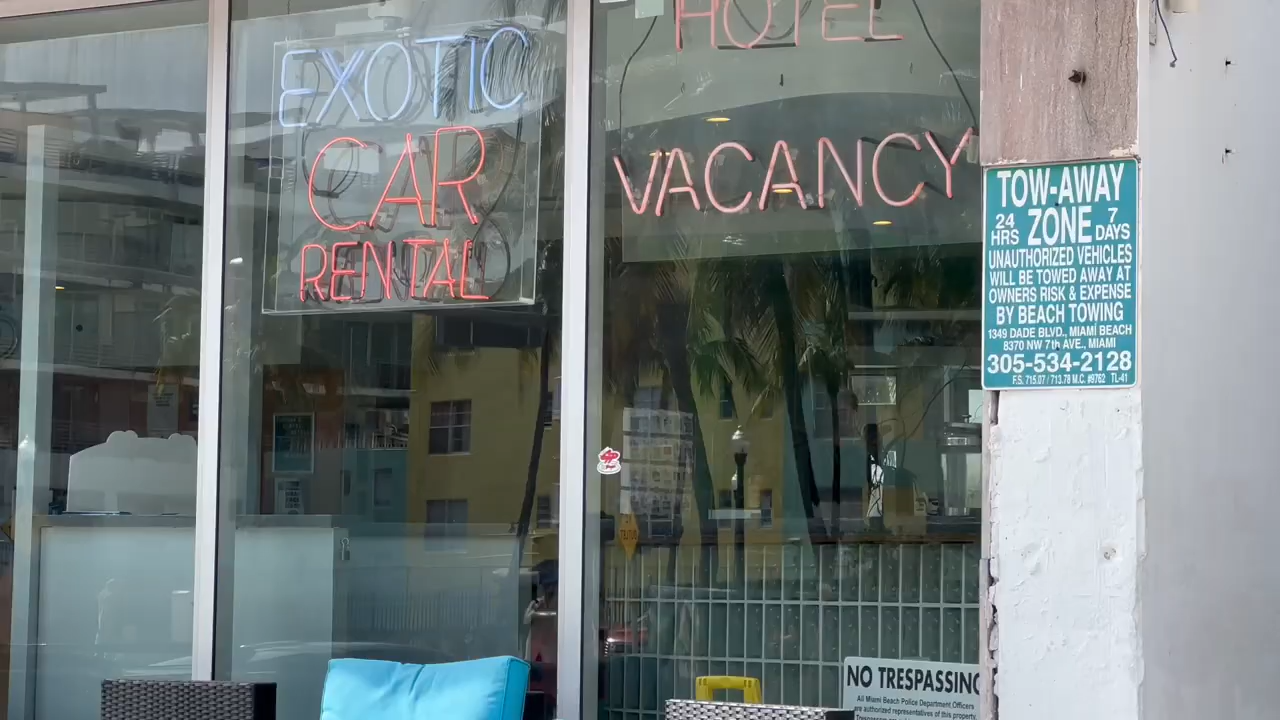 EXOTIC
CAR
RENTAL
HOTEL
VACANCY
TOW-AWAY
24 HRS ZONE 7 DAYS
UNAUTHORIZED VEHICLES
WILL BE TOWED AWAY AT
OWNERS RISK & EXPENSE
BY BEACH TOWING
1349 DADE BLVD., MIAMI BEACH
8370 NW 7th AVE., MIAMI
305-534-2128
F.S. 715.07 / 713.78 M.C. #9762 TL-41
NO TRESPASSING
All Miami Beach Police Department Officers
are authorized representatives of this property.